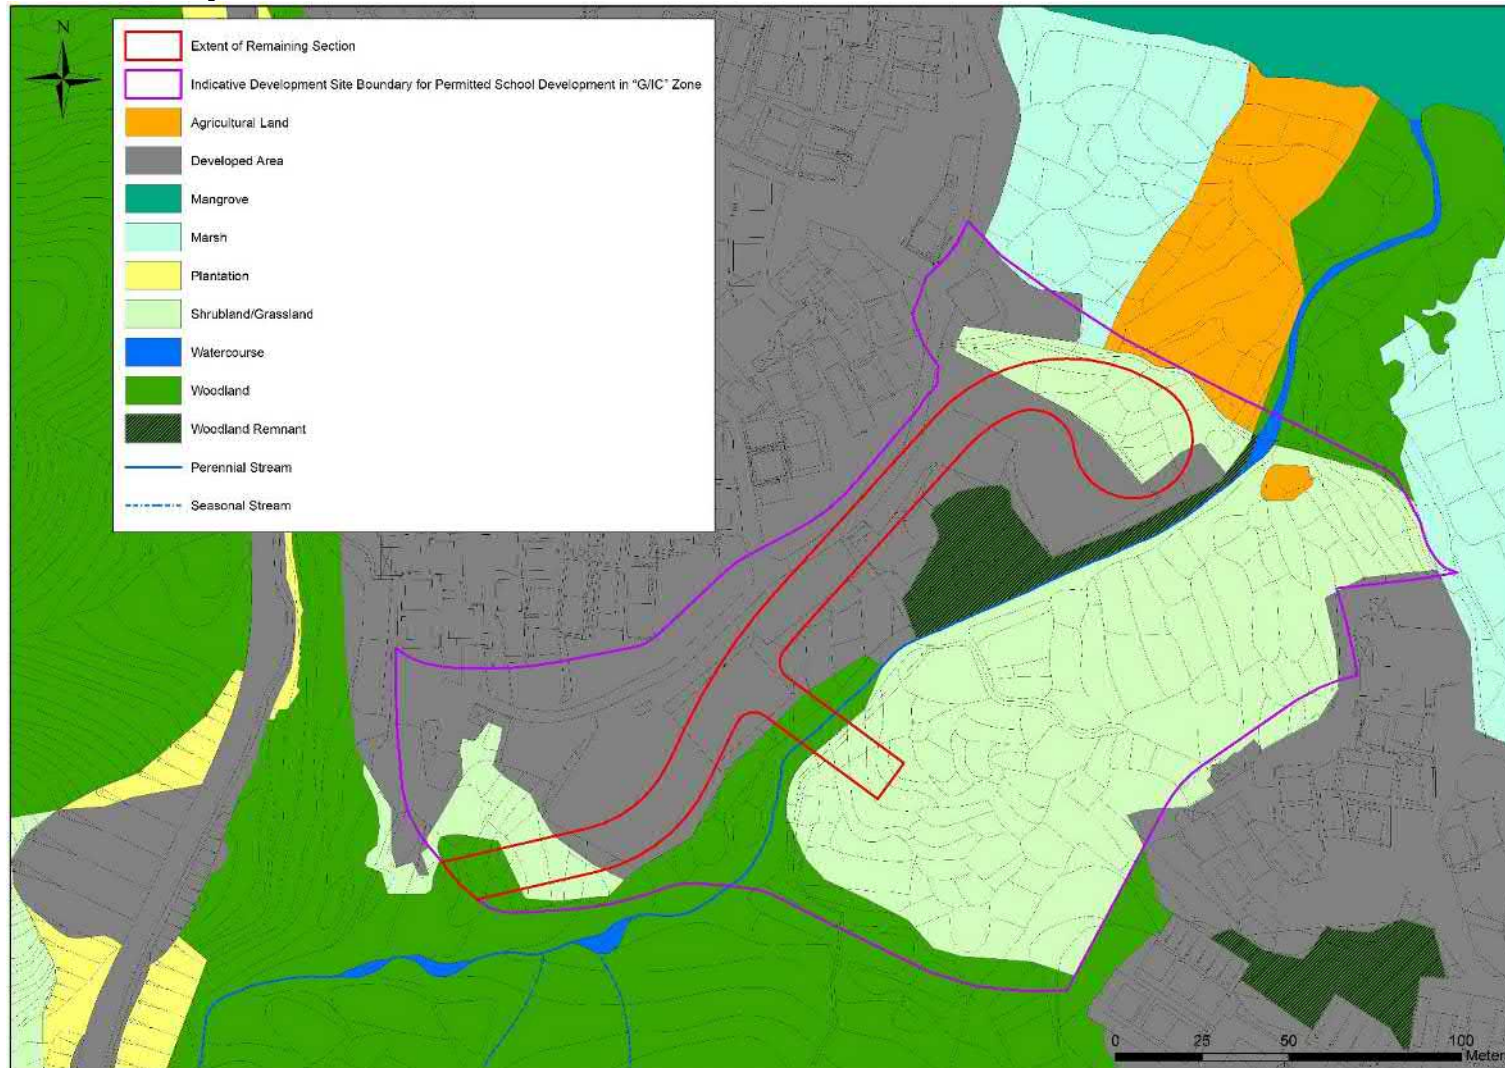 N
Extent of Remaining Section
Indicative Development Site Boundary for Permitted School Development in "G/IC" Zone
Agricultural Land
Developed Area
Mangrove
Marsh
Plantation
Shrubland/Grassland
Watercourse
Woodland
Woodland Remnant
Perennial Stream
Seasonal Stream
0 25 50 100
Meter